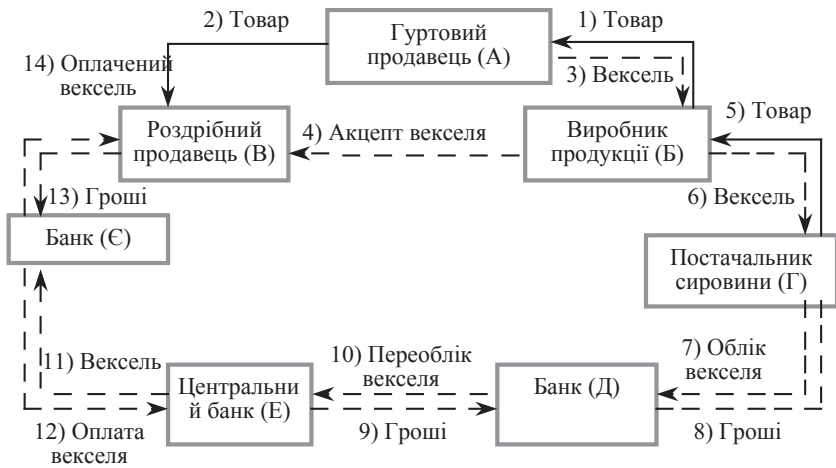 2) Товар
Гуртовий
продавець (А)
1) Товар
14) Оплачений
вексель
3) Вексель
Роздрібний
продавець (В)
4) Акцепт векселя
Виробник
продукції (Б)
5) Товар
13) Гроші
6) Вексель
Банк (Є)
Постачальник
сировини (Г)
11) Вексель
10) Переоблік
векселя
7) Облік
векселя
Центральни
й банк (Е)
Банк (Д)
12) Оплата
векселя
9) Гроші
8) Гроші